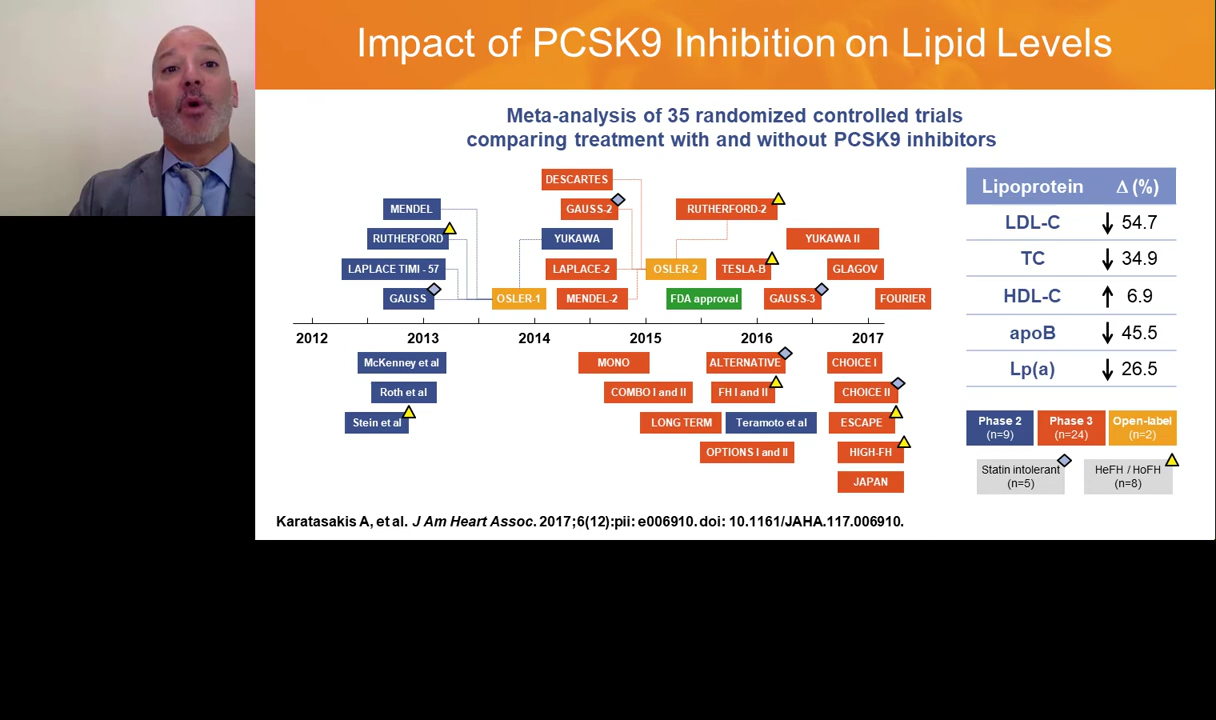 Impact of PCSK9 Inhibition on Lipid Levels
Meta-analysis of 35 randomized controlled trials
comparing treatment with and without PCSK9 inhibitors
DESCARTES
MENDEL
GAUSS-2
RUTHERFORD-2
RUTHERFORD
YUKAWA
YUKAWA II
LAPLACE TIMI - 57
LAPLACE-2
OSLER-2
TESLA-B
GLAGOV
GAUSS
OSLER-1
MENDEL-2
FDA approval
GAUSS-3
FOURIER
2012
2013
2014
2015
2016
2017
McKenney et al
MONO
ALTERNATIVE
CHOICE I
Roth et al
COMBO I and II
FH I and II
CHOICE II
Stein et al
LONG TERM
Teramoto et al
ESCAPE
OPTIONS I and II
HIGH-FH
JAPAN
Lipoprotein Δ (%)
LDL-C ↓ 54.7
TC ↓ 34.9
HDL-C ↑ 6.9
apoB ↓ 45.5
Lp(a) ↓ 26.5
Phase 2
(n=9)
Phase 3
(n=24)
Open-label
(n=2)
Statin intolerant
(n=5)
HeFH / HoFH
(n=8)
Karatasakis A, et al. J Am Heart Assoc. 2017;6(12):pii: e006910. doi: 10.1161/JAHA.117.006910.